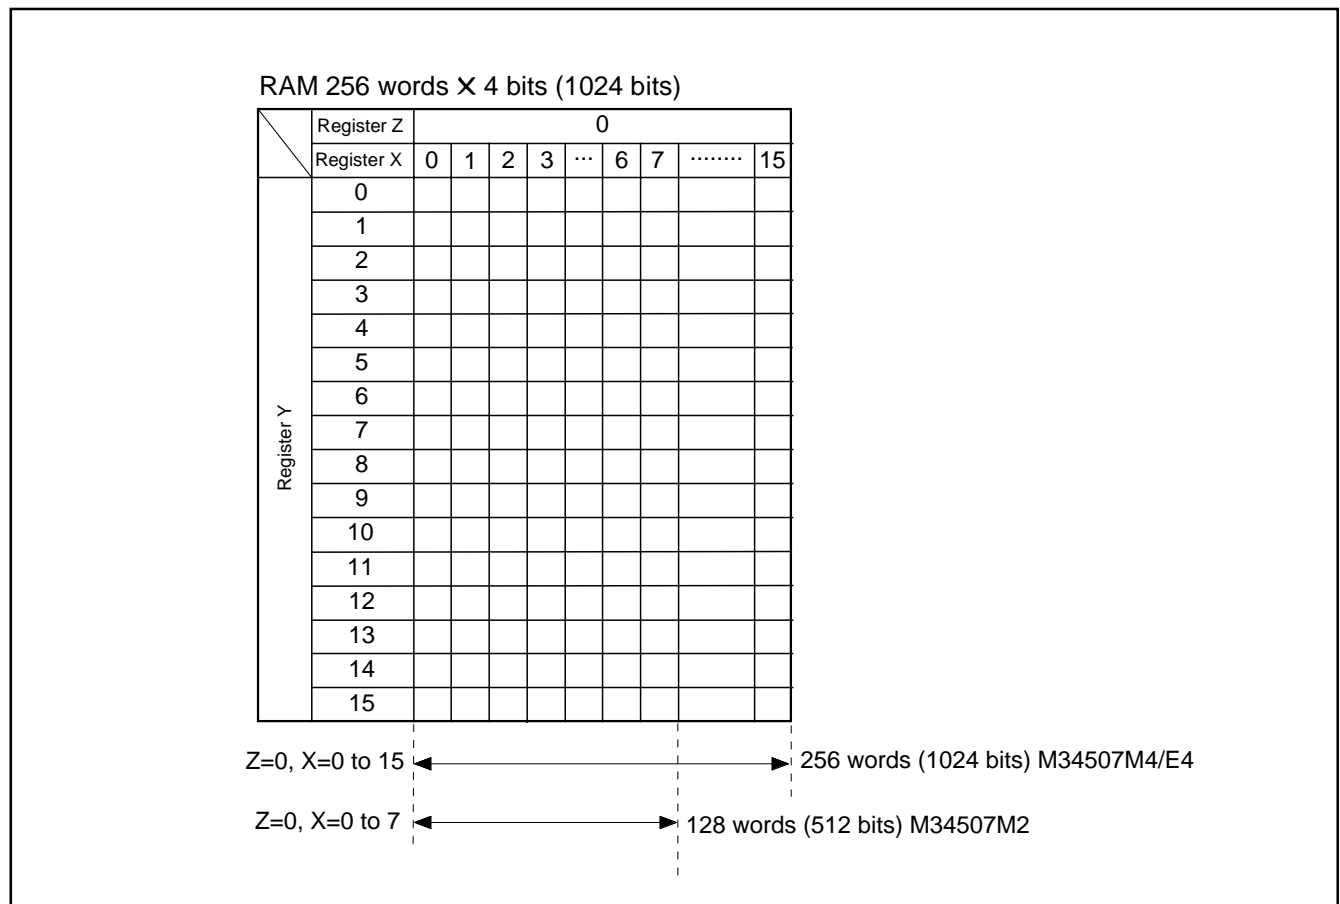 RAM 256 words × 4 bits (1024 bits)
Register Z 0
Register X 0 1 2 3 ··· 6 7 ········ 15
Register Y
0
1
2
3
4
5
6
7
8
9
10
11
12
13
14
15
Z=0, X=0 to 15 256 words (1024 bits) M34507M4/E4
Z=0, X=0 to 7 128 words (512 bits) M34507M2